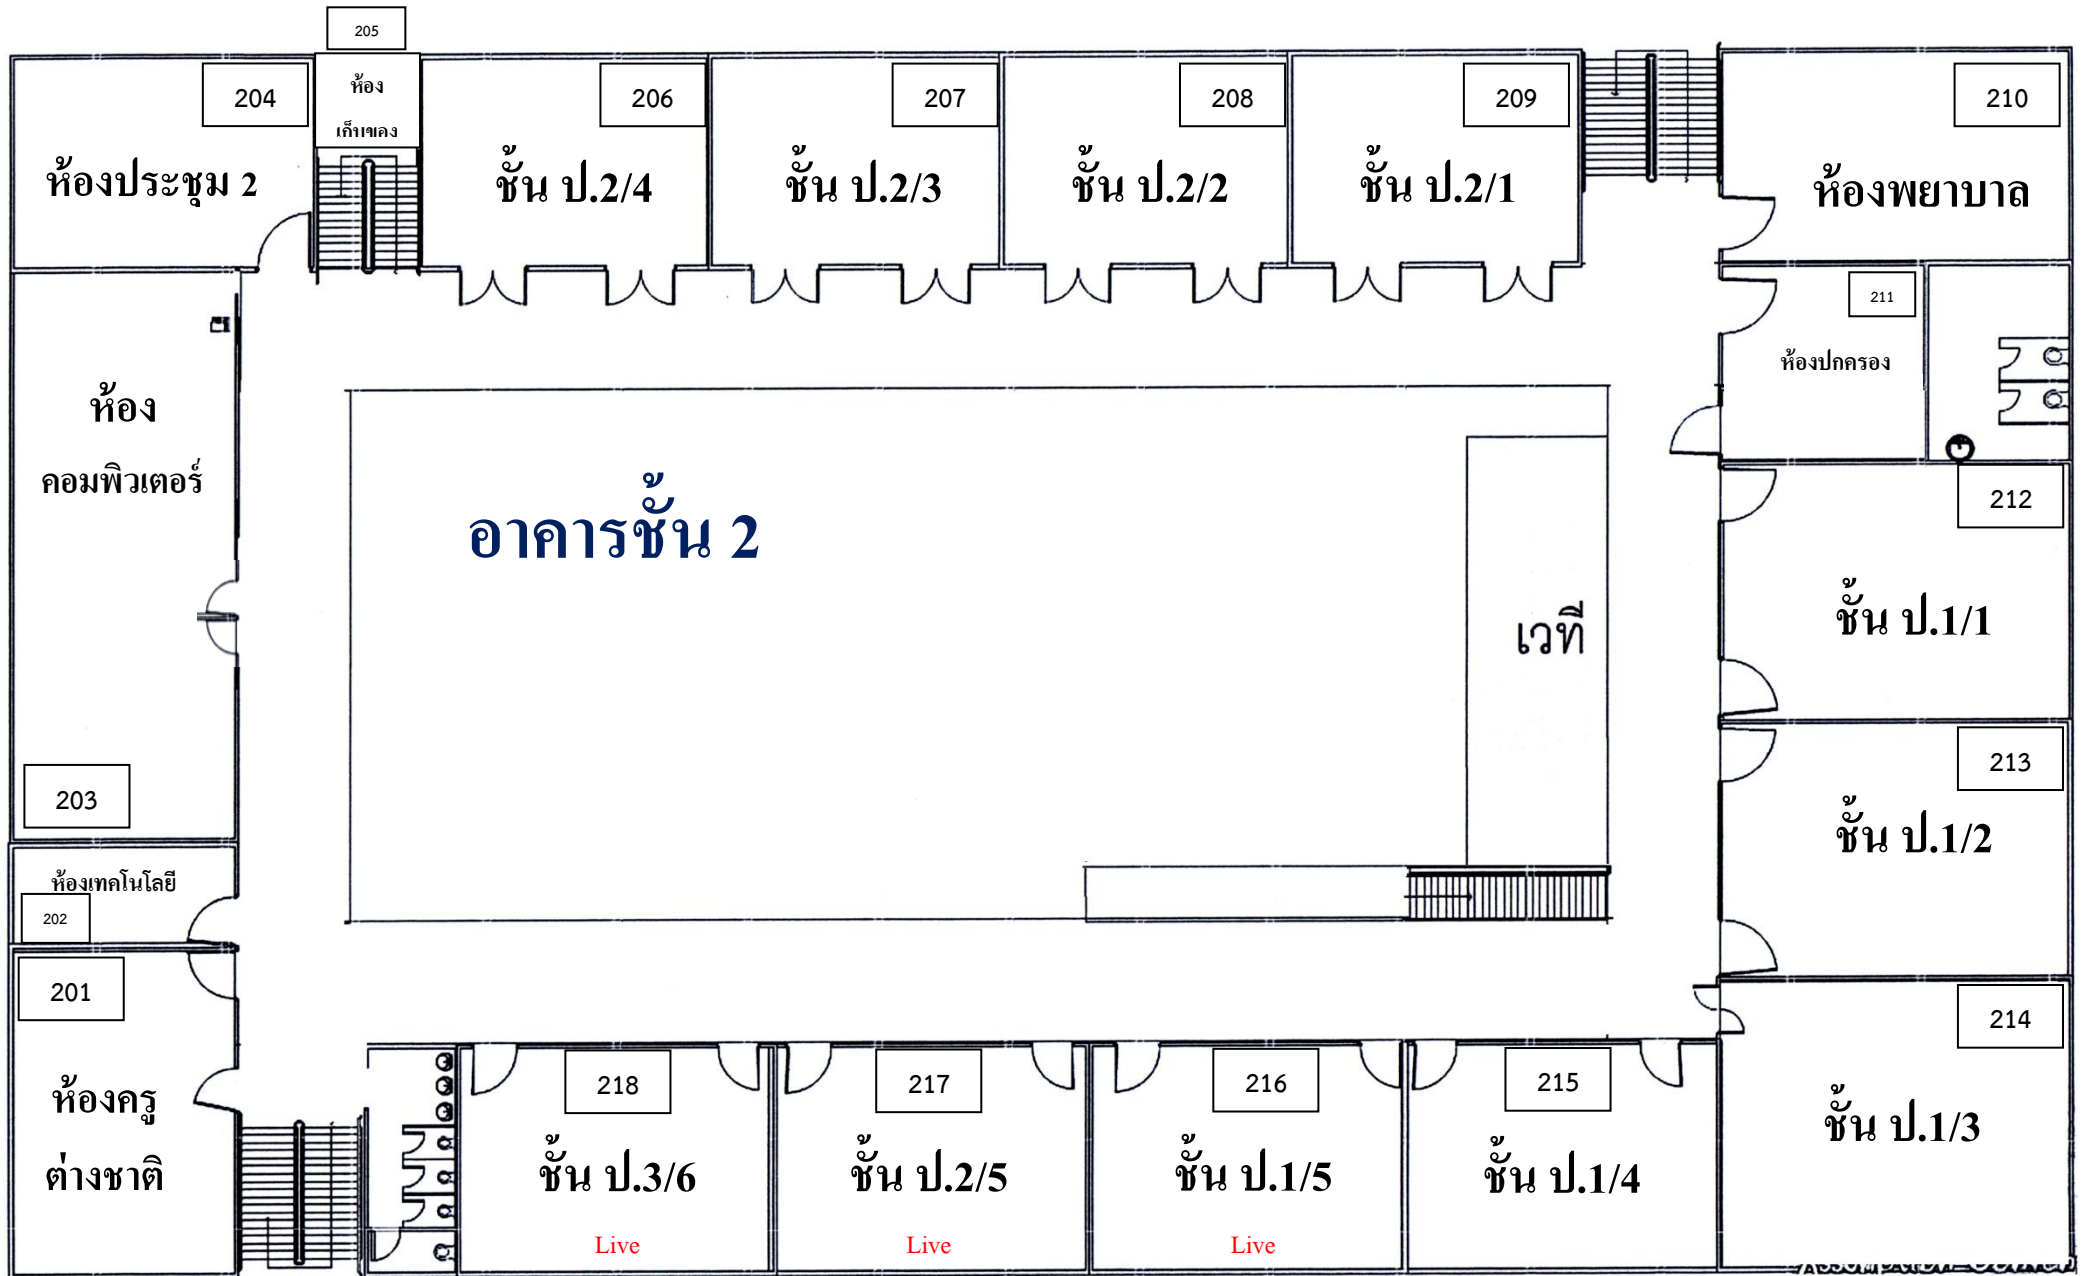 205
204
ห้อง
เก็บของ
206
207
208
209
210
ห้องประชุม 2
ชั้น ป.2/4
ชั้น ป.2/3
ชั้น ป.2/2
ชั้น ป.2/1
ห้องพยาบาล
211
ห้องปกครอง
ห้อง
คอมพิวเตอร์
203
อาคารชั้น 2
เวที
212
ชั้น ป.1/1
213
ชั้น ป.1/2
ห้องเทคโนโลยี
202
201
ห้องครู
ต่างชาติ
218
ชั้น ป.3/6
Live
217
ชั้น ป.2/5
Live
216
ชั้น ป.1/5
Live
215
ชั้น ป.1/4
214
ชั้น ป.1/3